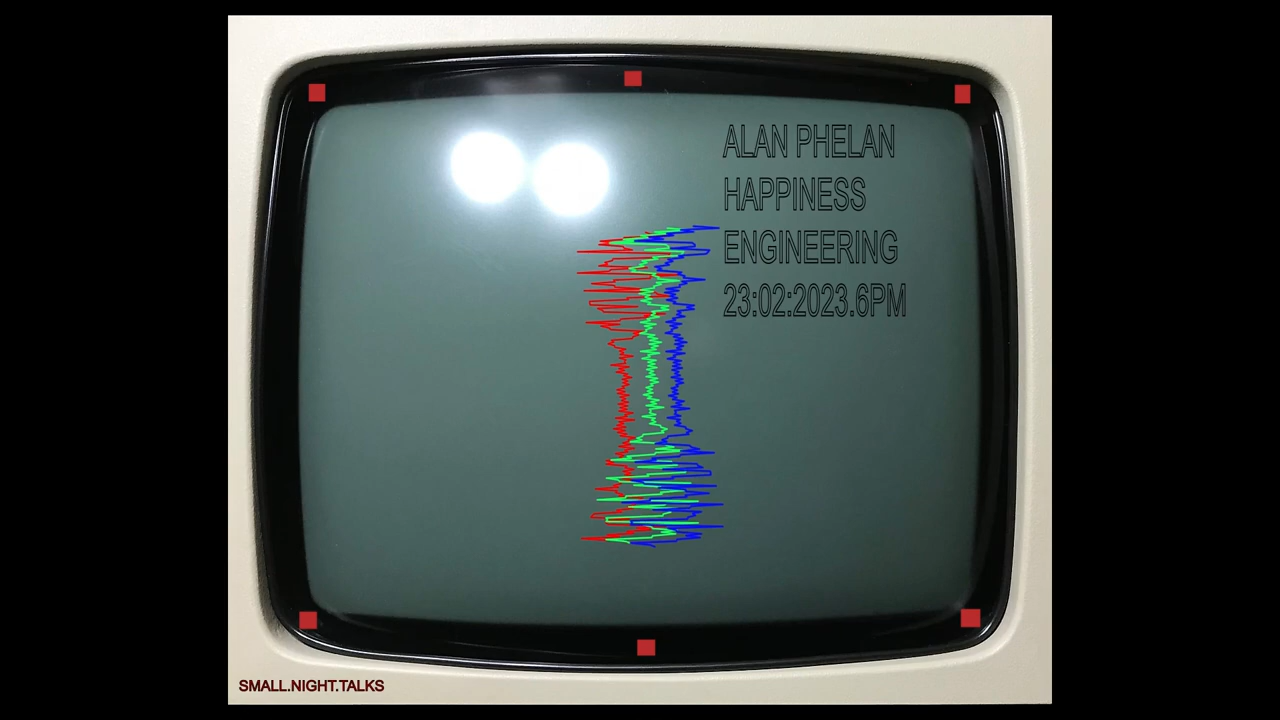 ALAN PHELAN
HAPPINESS
ENGINEERING
23:02:2023.6PM
SMALL.NIGHT.TALKS